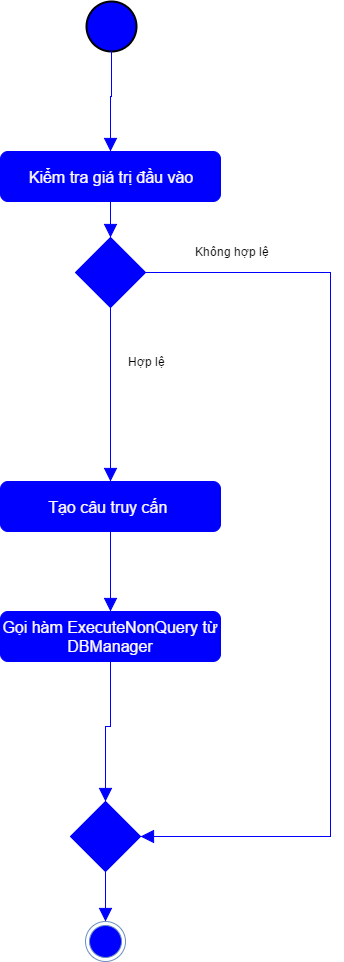 Kiểm tra giá trị đầu vào
Không hợp lệ
Hợp lệ
Tạo câu truy cấn
Gọi hàm ExecuteNonQuery từ
DBManager